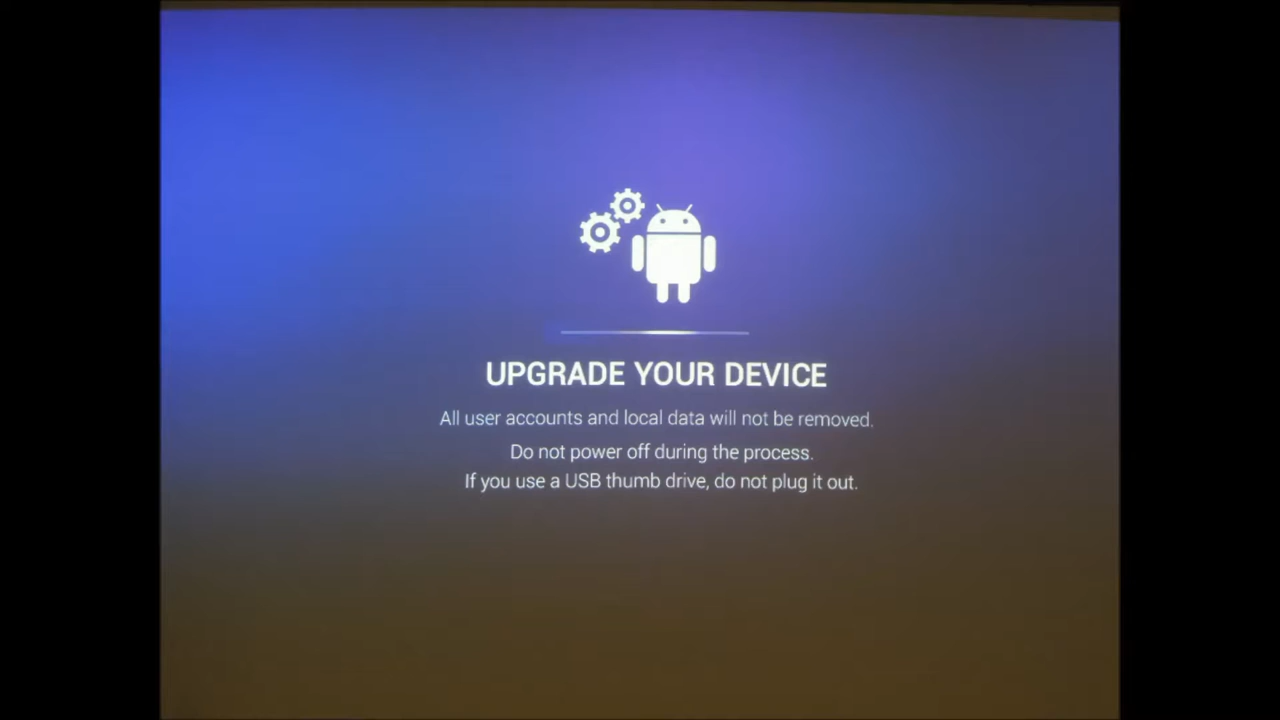 UPGRADE YOUR DEVICE
All user accounts and local data will not be removed.
Do not power off during the process.
If you use a USB thumb drive, do not plug it out.